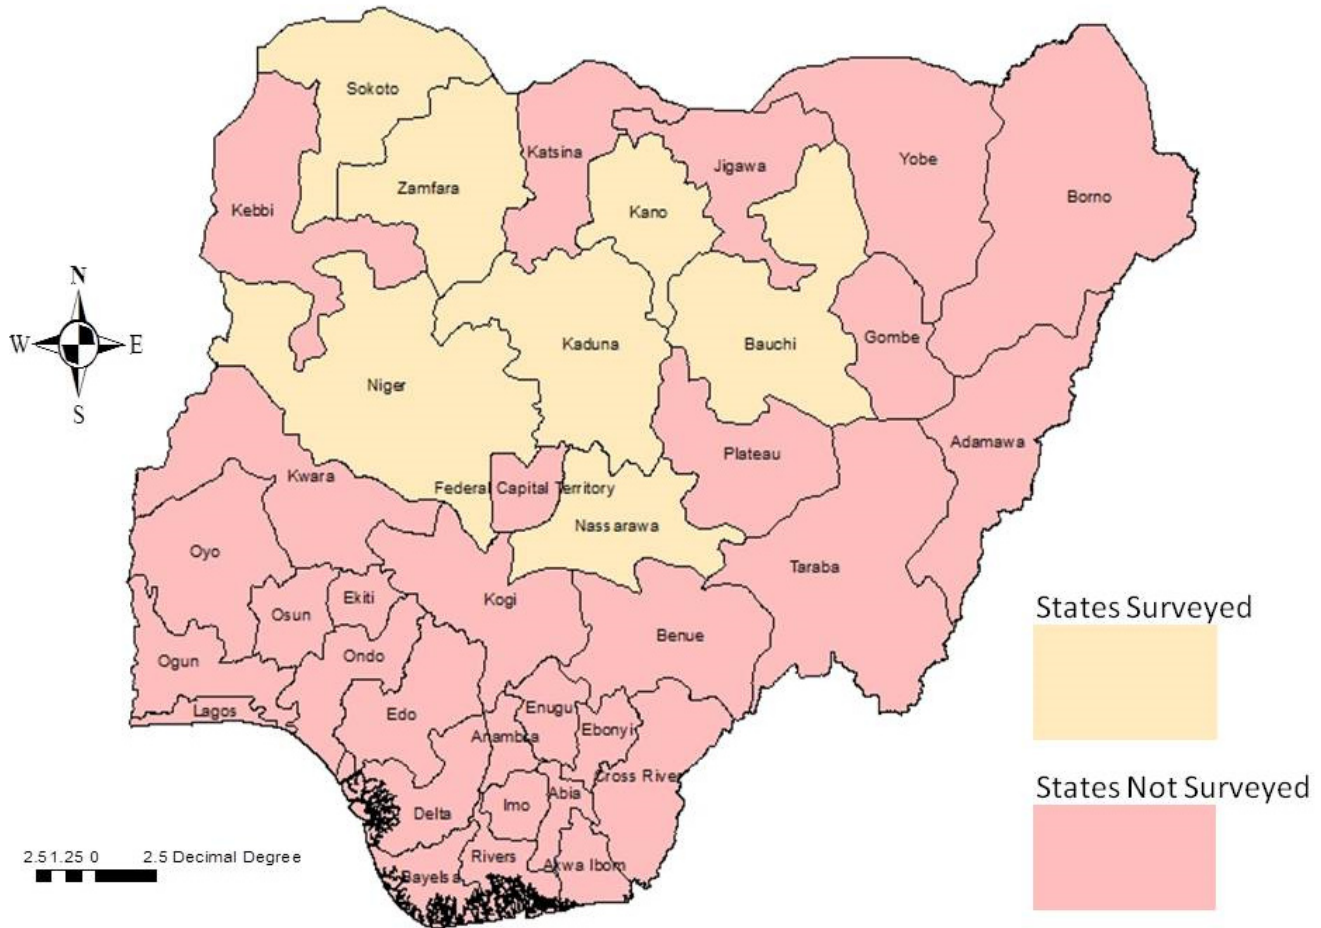 Sokoto
Katsina
Yobe
Jigawa
Zamfara
Borno
Kebbi
Kano
N
W E
S
Gombe
Kaduna
Bauchi
Niger
Adamawa
Plateau
Kwara
Federal Capital Territory
Nassarawa
Oyo
Taraba
Ekiti
Kogi
Osun
States Surveyed
Benue
Ondo
Ogun
Enugu
Lagos
Edo
Ebonyi
Anambra
Cross River
States Not Surveyed
Abia
Imo
Delta
2.51.25 0 2.5 Decimal Degree
Rivers
Akwa Ibom
Bayelsa